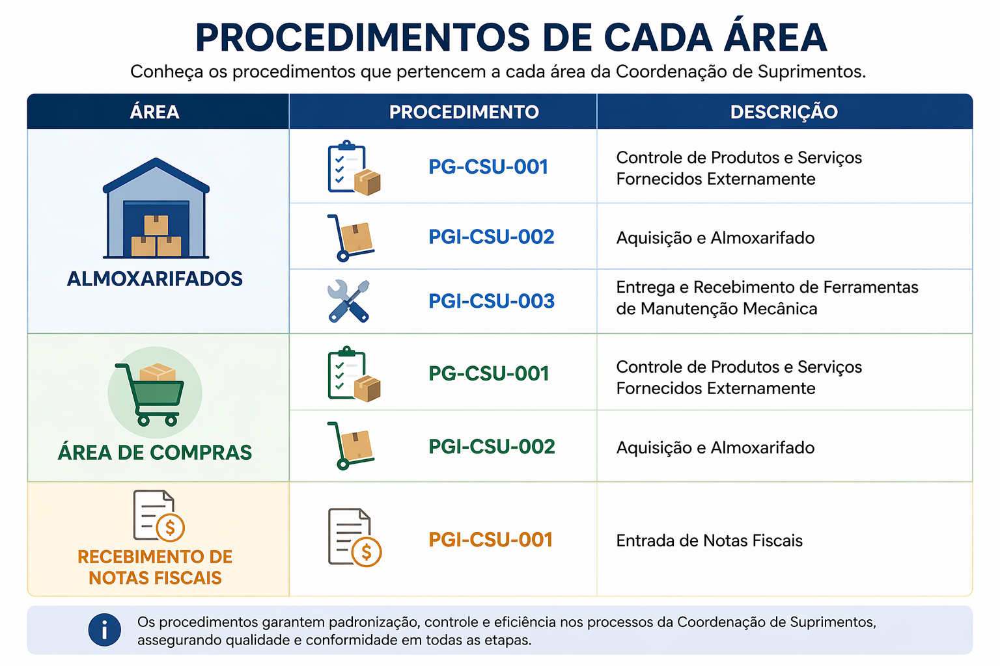 PROCEDIMENTOS DE CADA ÁREA
Conheça os procedimentos que pertencem a cada área da Coordenação de Suprimentos.
ÁREA
PROCEDIMENTO
DESCRIÇÃO
ALMOXARIFADOS
PG-CSU-001
Controle de Produtos e Serviços
Fornecidos Externamente
PGI-CSU-002
Aquisição e Almoxarifado
PGI-CSU-003
Entrega e Recebimento de Ferramentas
de Manutenção Mecânica
ÁREA DE COMPRAS
PG-CSU-001
Controle de Produtos e Serviços
Fornecidos Externamente
PGI-CSU-002
Aquisição e Almoxarifado
$
RECEBIMENTO DE
NOTAS FISCAIS
$
PGI-CSU-001
Entrada de Notas Fiscais
i
Os procedimentos garantem padronização, controle e eficiência nos processos da Coordenação de Suprimentos,
assegurando qualidade e conformidade em todas as etapas.